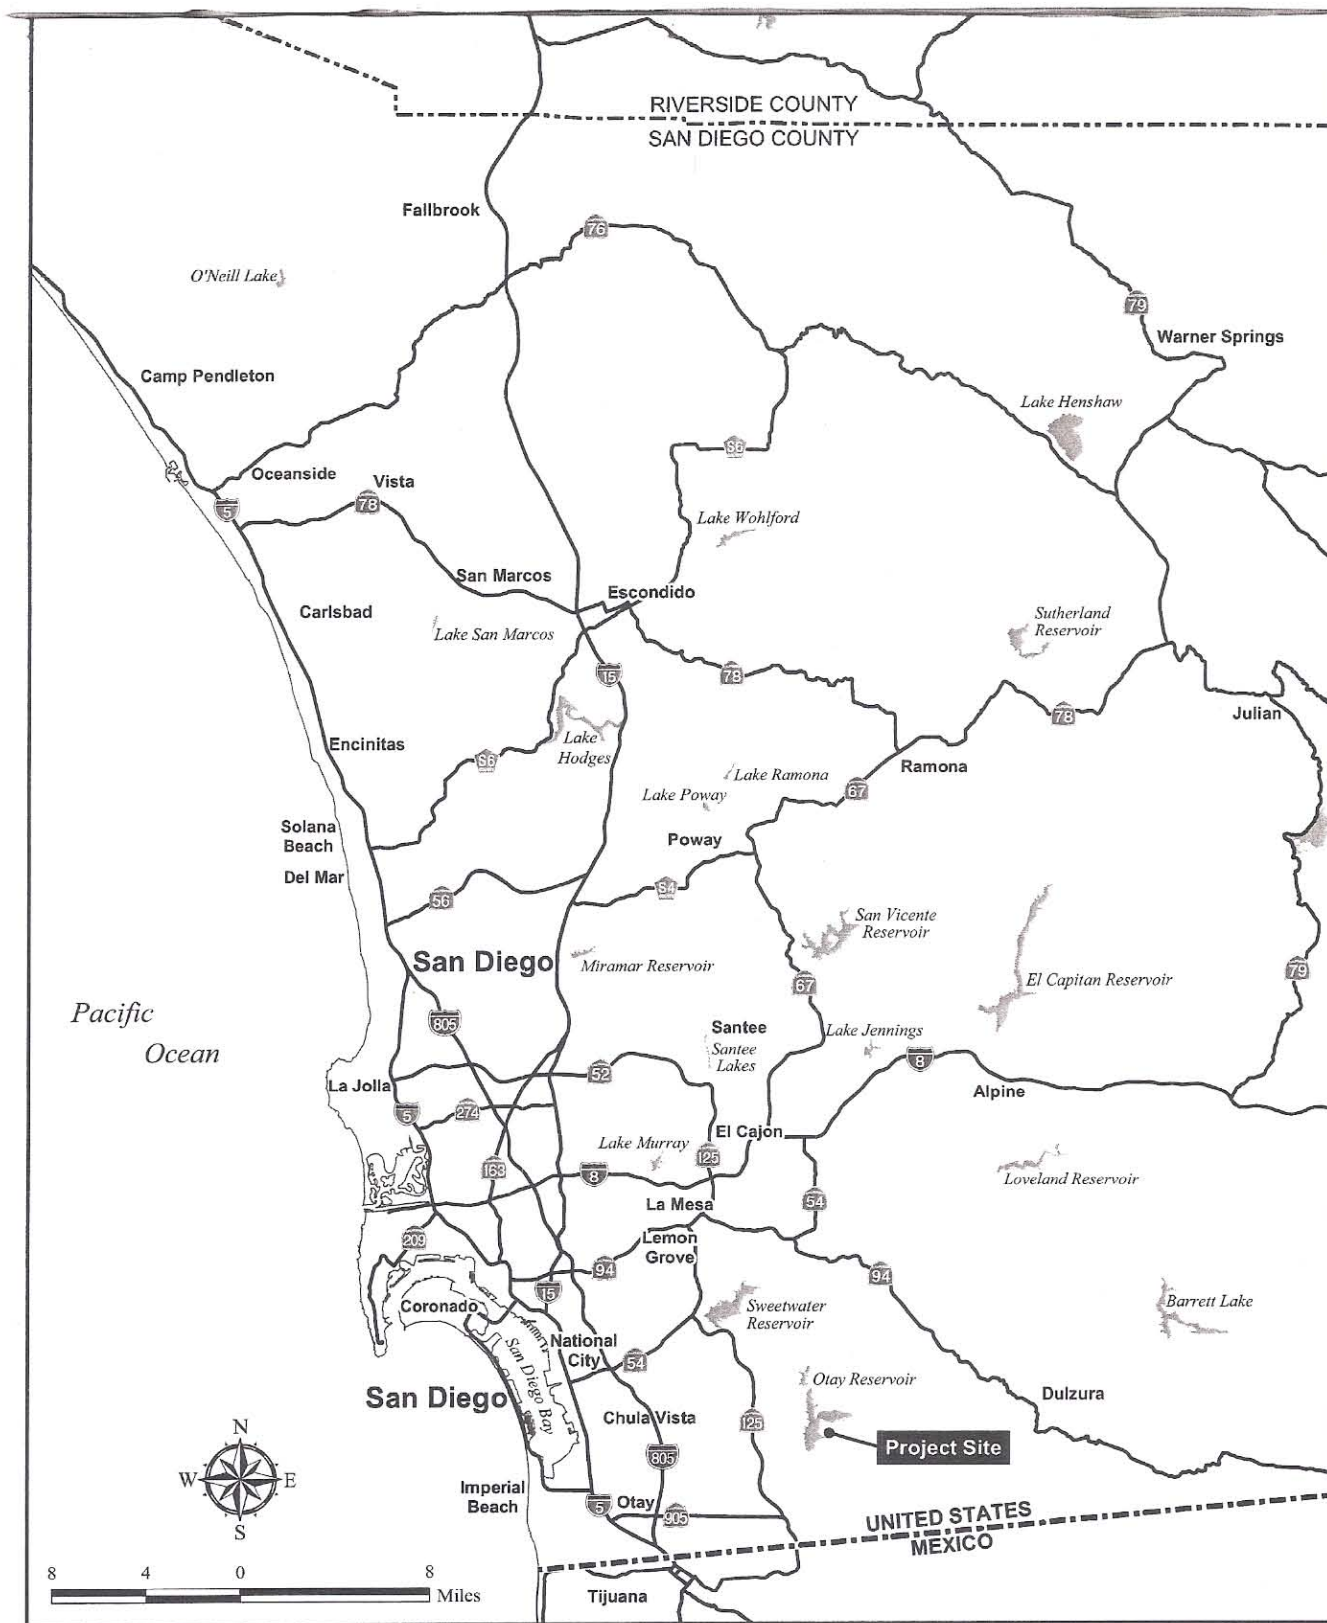 RIVERSIDE COUNTY
SAN DIEGO COUNTY
Fallbrook
76
O'Neill Lake
79
Warner Springs
Camp Pendleton
Lake Henshaw
Oceanside
Vista
S6
78
5
Lake Wohlford
San Marcos
Escondido
Carlsbad
Lake San Marcos
Sutherland
Reservoir
15
78
78
Julian
Encinitas
Lake
Hodges
S6
Ramona
Lake Ramona
67
Lake Poway
Solana
Beach
Poway
Del Mar
56
S4
San Vicente
Reservoir
San Diego
Miramar Reservoir
67
El Capitan Reservoir
79
Pacific
Ocean
805
Santee
Santee
Lakes
Lake Jennings
8
52
La Jolla
Alpine
5
274
El Cajon
Lake Murray
125
163
8
Loveland Reservoir
La Mesa
54
209
Lemon
Grove
94
94
15
Coronado
Sweetwater
Reservoir
Barrett Lake
National
City
54
San Diego Bay
Otay Reservoir
San Diego
Dulzura
Chula Vista
125
Project Site
805
N
W
E
S
Imperial
Beach
5
Otay
905
UNITED STATES
MEXICO
8
4
0
8
Miles
Tijuana